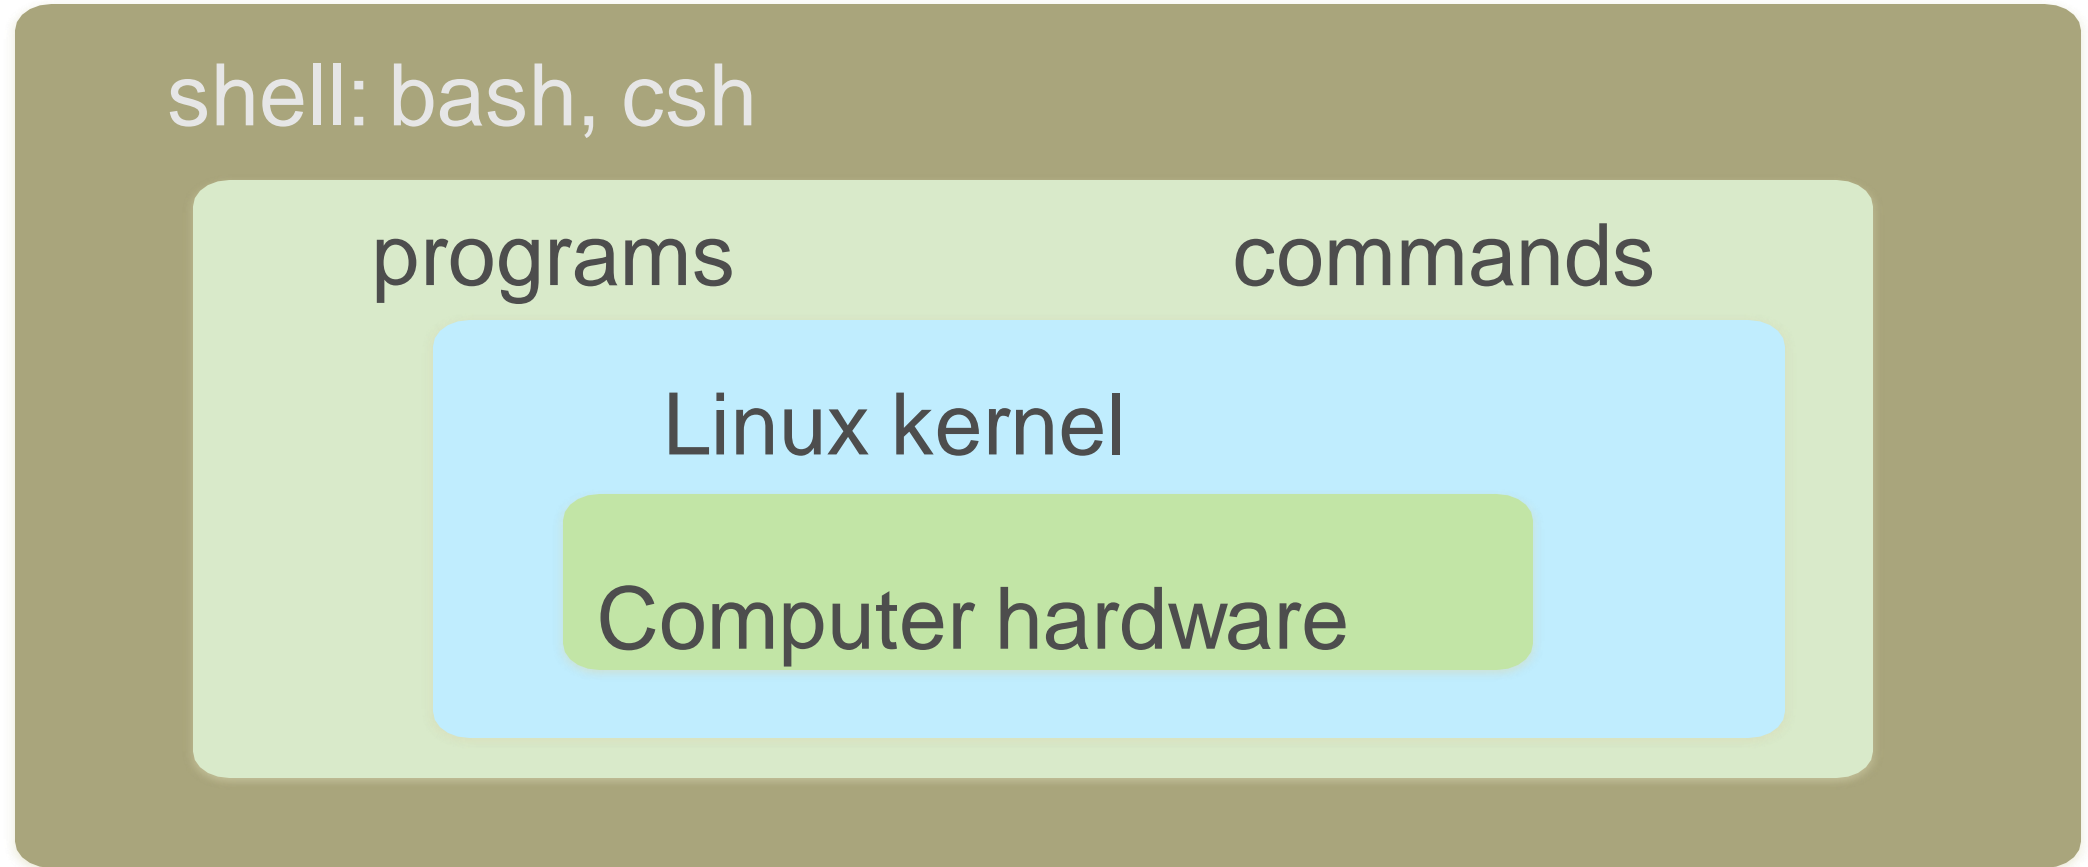 shell: bash, csh
programs commands
Linux kernel
Computer hardware